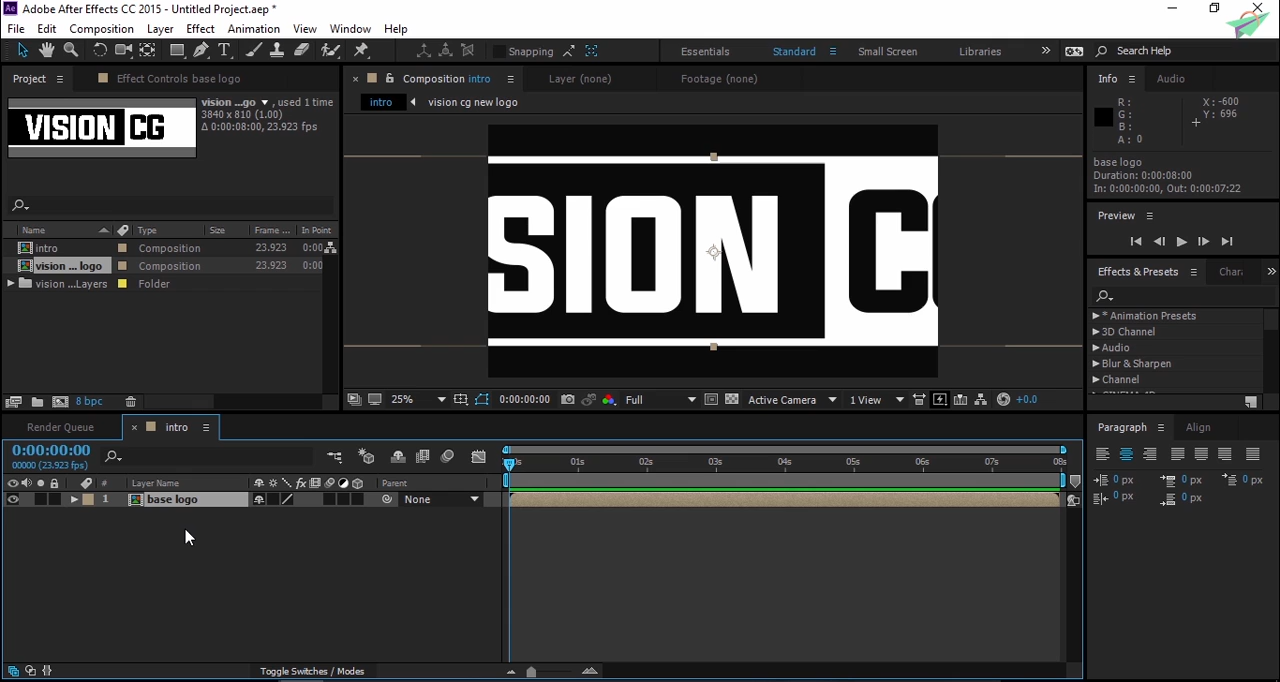 Adobe After Effects CC 2015 - Untitled Project.aep *
File Edit Composition Layer Effect Animation View Window Help
Snapping Essentials Standard Small Screen Libraries Search Help
Project Effect Controls base logo
vision ...go , used 1 time
3840 x 810 (1.00)
Δ 0:00:08:00, 23.923 fps
VISION CG
Name Type Size Frame ... In Point
intro Composition 23.923 0:00
vision ... logo Composition 23.923 0:00
vision ...Layers Folder
8 bpc
Composition intro Layer (none) Footage (none)
intro vision cg new logo
SION C
25% 0:00:00:00 Full Active Camera 1 View +0.0
Info Audio
R : X : -600
G : Y : 696
B :
A : 0
base logo
Duration: 0:00:08:00
In: 0:00:00:00, Out: 0:00:07:22
Preview
Effects & Presets Chara
* Animation Presets
3D Channel
Audio
Blur & Sharpen
Channel
Render Queue intro
0:00:00:00
00000 (23.923 fps)
# Layer Name Parent
1 base logo None
01s 02s 03s 04s 05s 06s 07s 08s
Toggle Switches / Modes
Paragraph Align
0 px 0 px 0 px
0 px 0 px